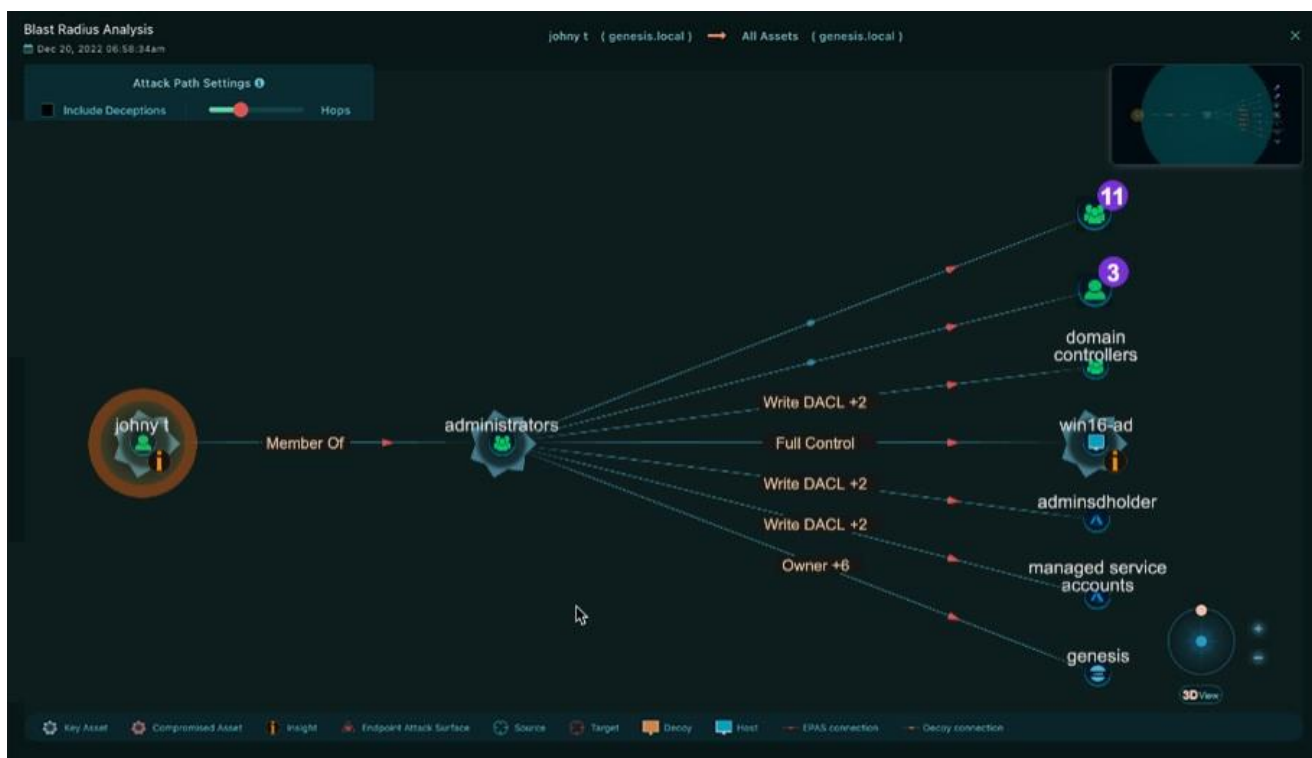 Blast Radius Analysis
Dec 20, 2022 06:58:34am
johny t ( genesis.local ) All Assets ( genesis.local )
Attack Path Settings
Include Deceptions Hops
11
3
domain
controllers
Write DACL +2
johny t
Member Of
administrators
Full Control
win16-ad
Write DACL +2
adminsdholder
Write DACL +2
Owner +6
managed service
accounts
genesis
3D View
Key Asset Compromised Asset Insight Endpoint Attack Surface Source Target Decoy Host EPAS connection Decoy connection